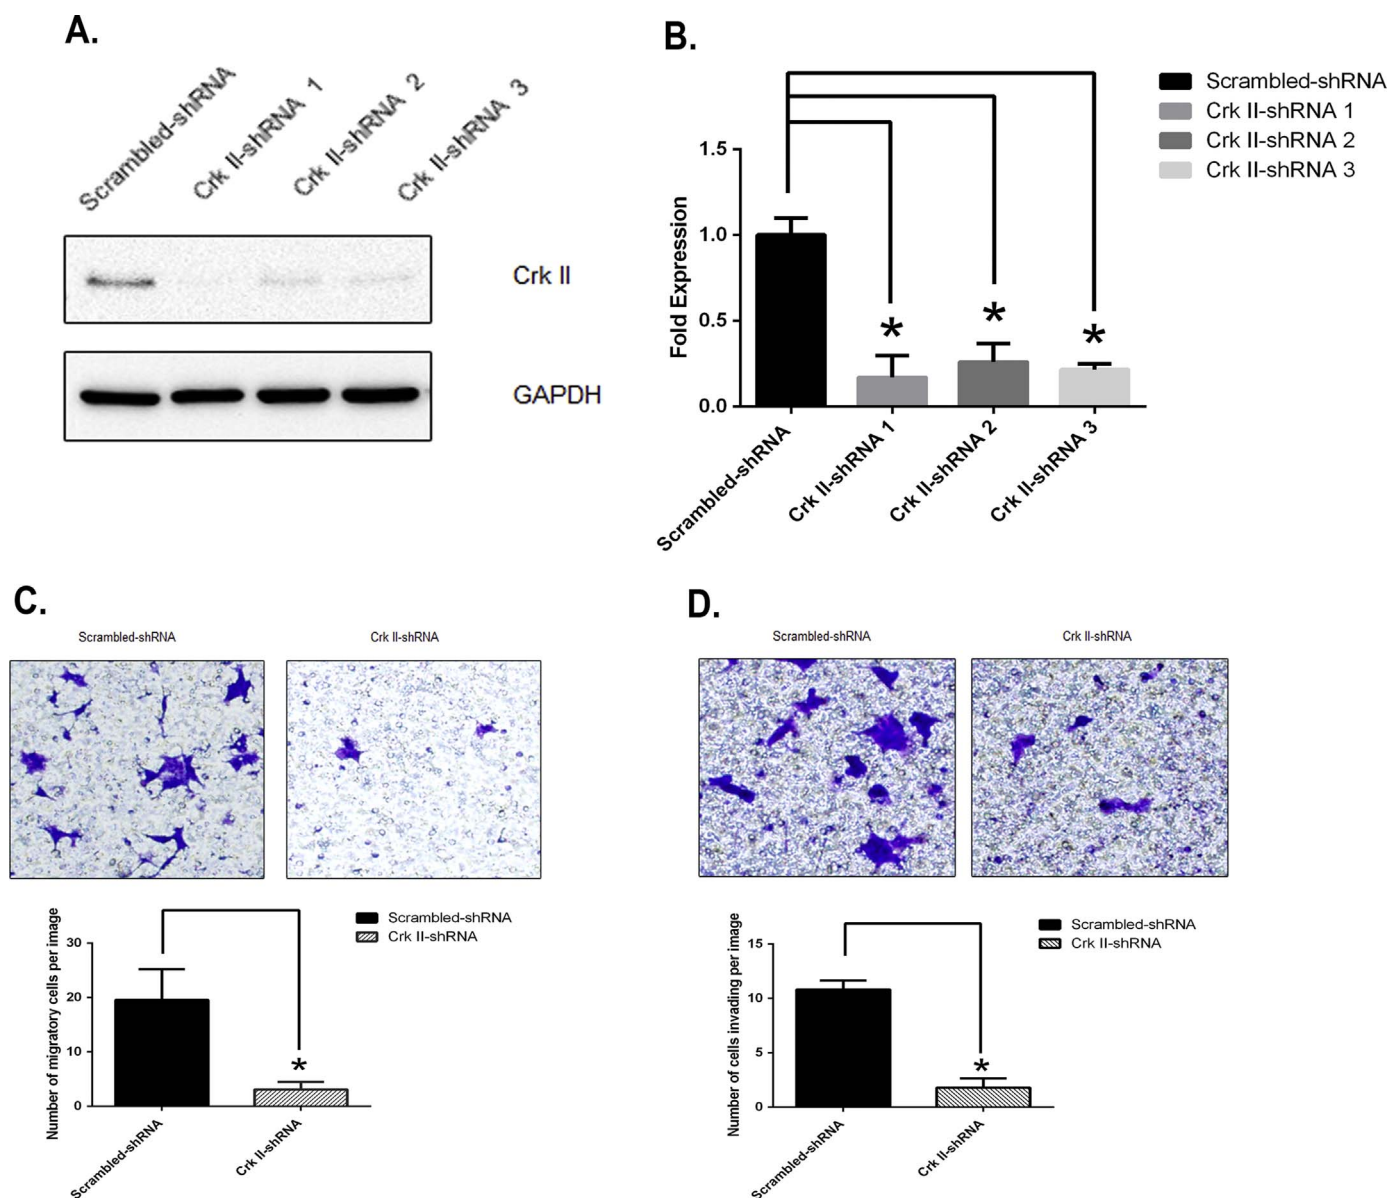 A.
Scrambled-shRNA
Crk II-shRNA 1
Crk II-shRNA 2
Crk II-shRNA 3
Crk II
GAPDH
B.
Scrambled-shRNA
Crk II-shRNA 1
Crk II-shRNA 2
Crk II-shRNA 3
Fold Expression
1.5
1.0
0.5
0.0
*
*
*
Scrambled-shRNA
Crk II-shRNA 1
Crk II-shRNA 2
Crk II-shRNA 3
C.
Scrambled-shRNA
Crk II-shRNA
Scrambled-shRNA
Crk II-shRNA
Number of migratory cells per image
30
20
10
0
*
Scrambled-shRNA
Crk II-shRNA
D.
Scrambled-shRNA
Crk II-shRNA
Scrambled-shRNA
Crk II-shRNA
Number of cells invading per image
15
10
5
0
*
Scrambled-shRNA
Crk II-shRNA